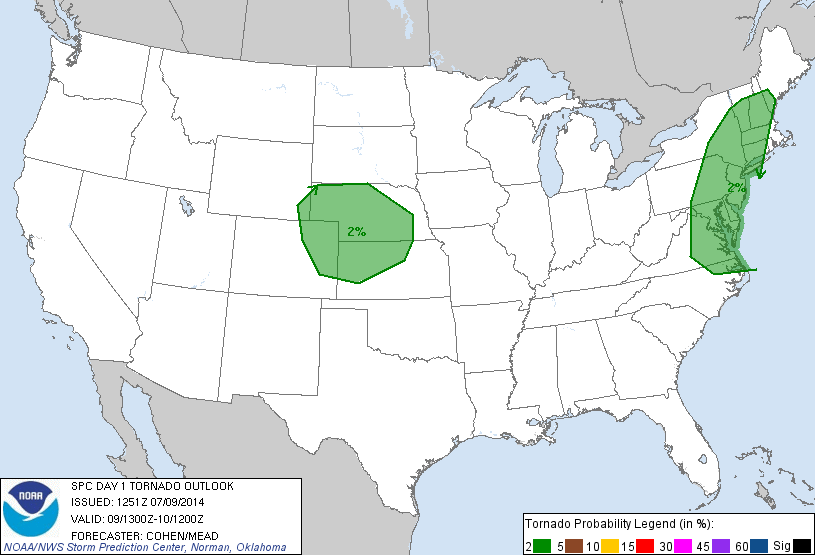 2%
2%
NOAA
SPC DAY 1 TORNADO OUTLOOK
ISSUED: 1251Z 07/09/2014
VALID: 09/1300Z-10/1200Z
FORECASTER: COHEN/MEAD
NOAA/NWS Storm Prediction Center, Norman, Oklahoma
Tornado Probability Legend (in %):
2 5 10 15 30 45 60 Sig